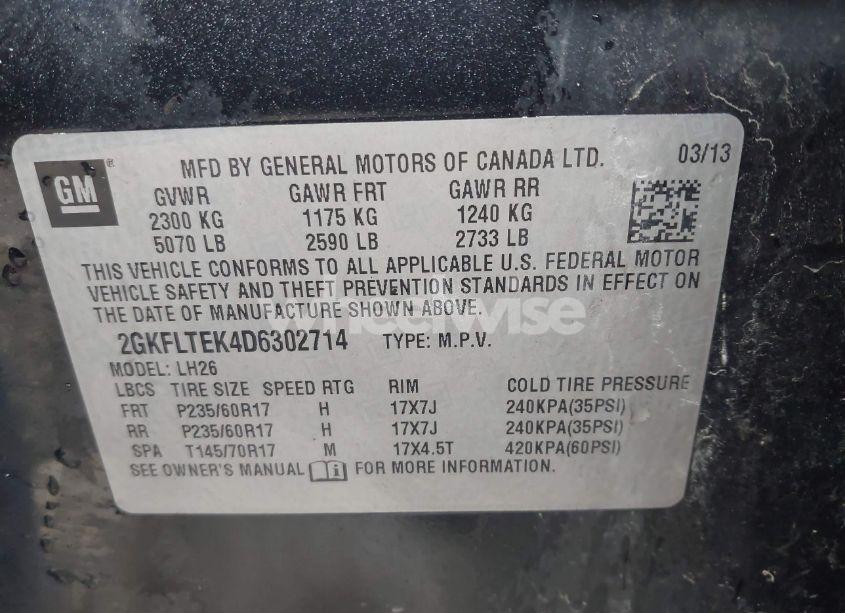 GM®
MFD BY GENERAL MOTORS OF CANADA LTD. 03/13
GVWR GAWR FRT GAWR RR
2300 KG 1175 KG 1240 KG
5070 LB 2590 LB 2733 LB
THIS VEHICLE CONFORMS TO ALL APPLICABLE U.S. FEDERAL MOTOR
VEHICLE SAFETY AND THEFT PREVENTION STANDARDS IN EFFECT ON
THE DATE OF MANUFACTURE SHOWN ABOVE.
2GKFLTEK4D6302714 TYPE: M.P.V.
MODEL: LH26
LBCS TIRE SIZE SPEED RTG RIM COLD TIRE PRESSURE
FRT P235/60R17 H 17X7J 240KPA(35PSI)
RR P235/60R17 H 17X7J 240KPA(35PSI)
SPA T145/70R17 M 17X4.5T 420KPA(60PSI)
SEE OWNER'S MANUAL i FOR MORE INFORMATION.
wheelwise